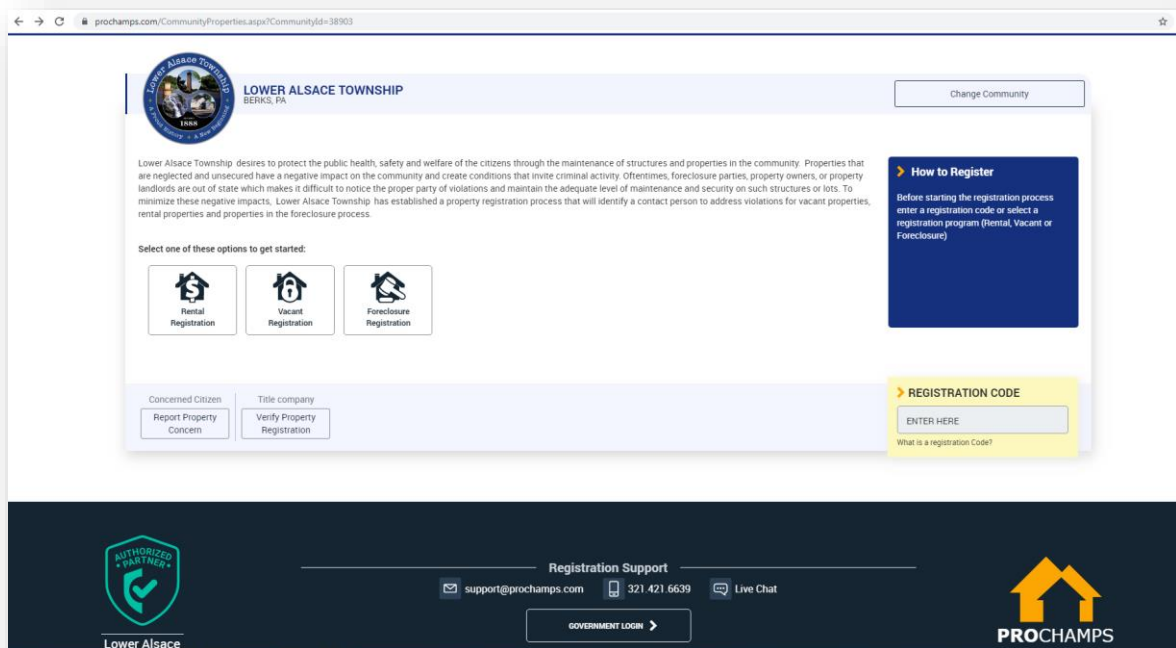 prochamps.com/CommunityProperties.aspx?CommunityId=38903
Lower Alsace Township
1888
A Proud History • A New Beginning
LOWER ALSACE TOWNSHIP
BERKS, PA
Change Community
Lower Alsace Township desires to protect the public health, safety and welfare of the citizens through the maintenance of structures and properties in the community. Properties that
are neglected and unsecured have a negative impact on the community and create conditions that invite criminal activity. Oftentimes, foreclosure parties, property owners, or property
landlords are out of state which makes it difficult to notice the proper party of violations and maintain the adequate level of maintenance and security on such structures or lots. To
minimize these negative impacts, Lower Alsace Township has established a property registration process that will identify a contact person to address violations for vacant properties,
rental properties and properties in the foreclosure process.
Select one of these options to get started:
Rental
Registration
Vacant
Registration
Foreclosure
Registration
How to Register
Before starting the registration process
enter a registration code or select a
registration program (Rental, Vacant or
Foreclosure)
Concerned Citizen
Report Property
Concern
Title company
Verify Property
Registration
REGISTRATION CODE
ENTER HERE
What is a registration Code?
AUTHORIZED
• PARTNER •
Lower Alsace
Registration Support
support@prochamps.com
321.421.6639
Live Chat
GOVERNMENT LOGIN
PROCHAMPS